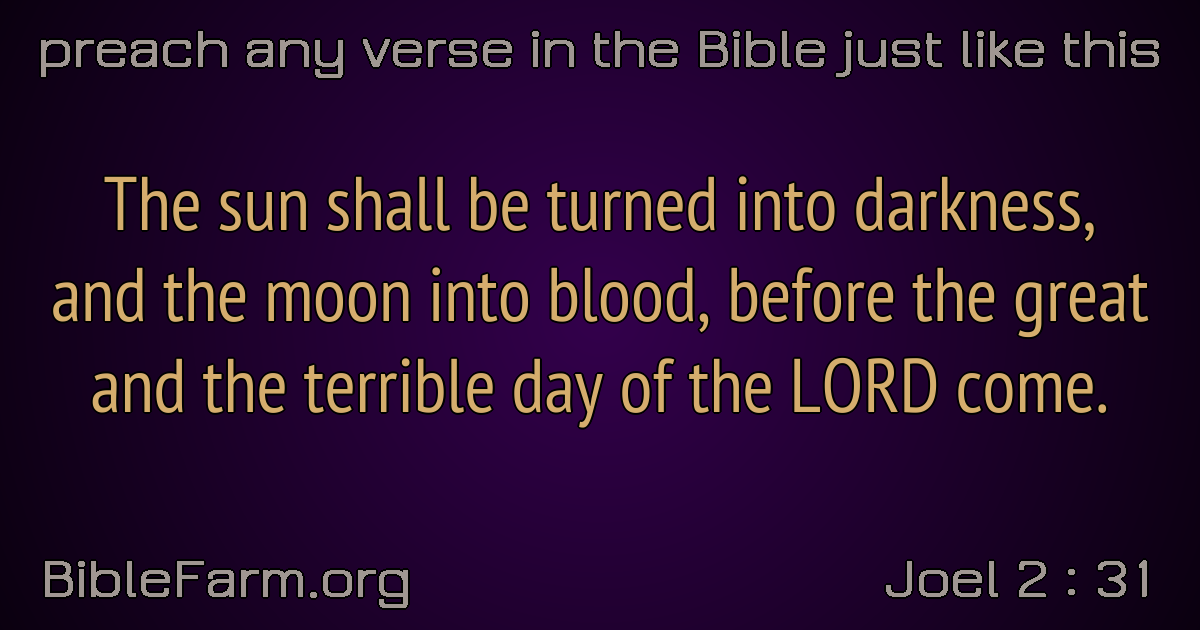 preach any verse in the Bible just like this
The sun shall be turned into darkness,
and the moon into blood, before the great
and the terrible day of the LORD come.
BibleFarm.org
Joel 2 : 31